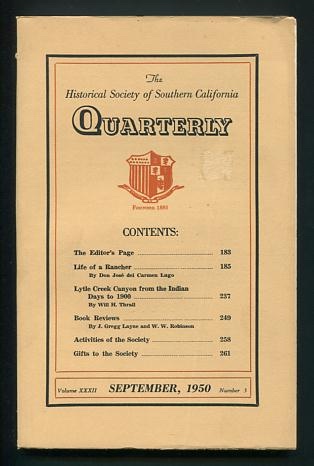 The
Historical Society of Southern California
QUARTERLY
FOUNDED 1883
CONTENTS:
The Editor's Page 183
Life of a Rancher 185
By Don José del Carmen Lugo
Lytle Creek Canyon from the Indian
Days to 1900 237
By Will H. Thrall
Book Reviews 249
By J. Gregg Layne and W. W. Robinson
Activities of the Society 258
Gifts to the Society 261
Volume XXXII SEPTEMBER, 1950 Number 3